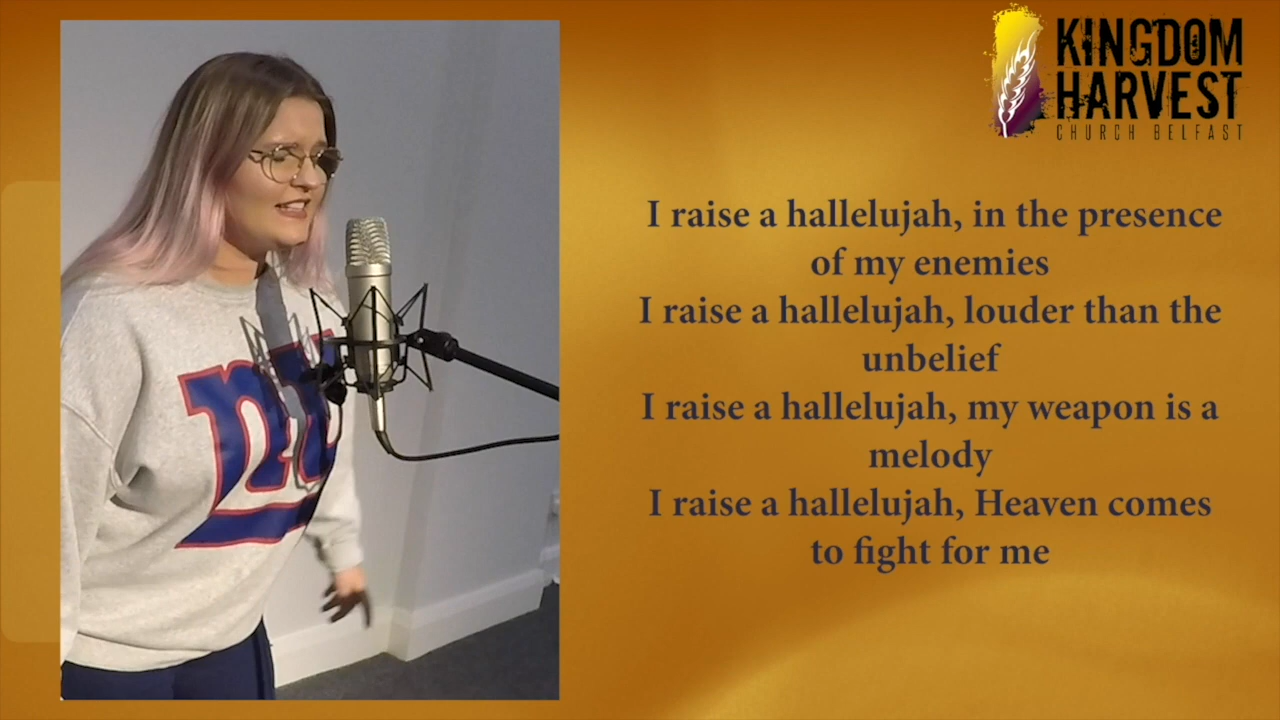 KINGDOM
HARVEST
CHURCH BELFAST
I raise a hallelujah, in the presence
of my enemies
I raise a hallelujah, louder than the
unbelief
I raise a hallelujah, my weapon is a
melody
I raise a hallelujah, Heaven comes
to fight for me
ny